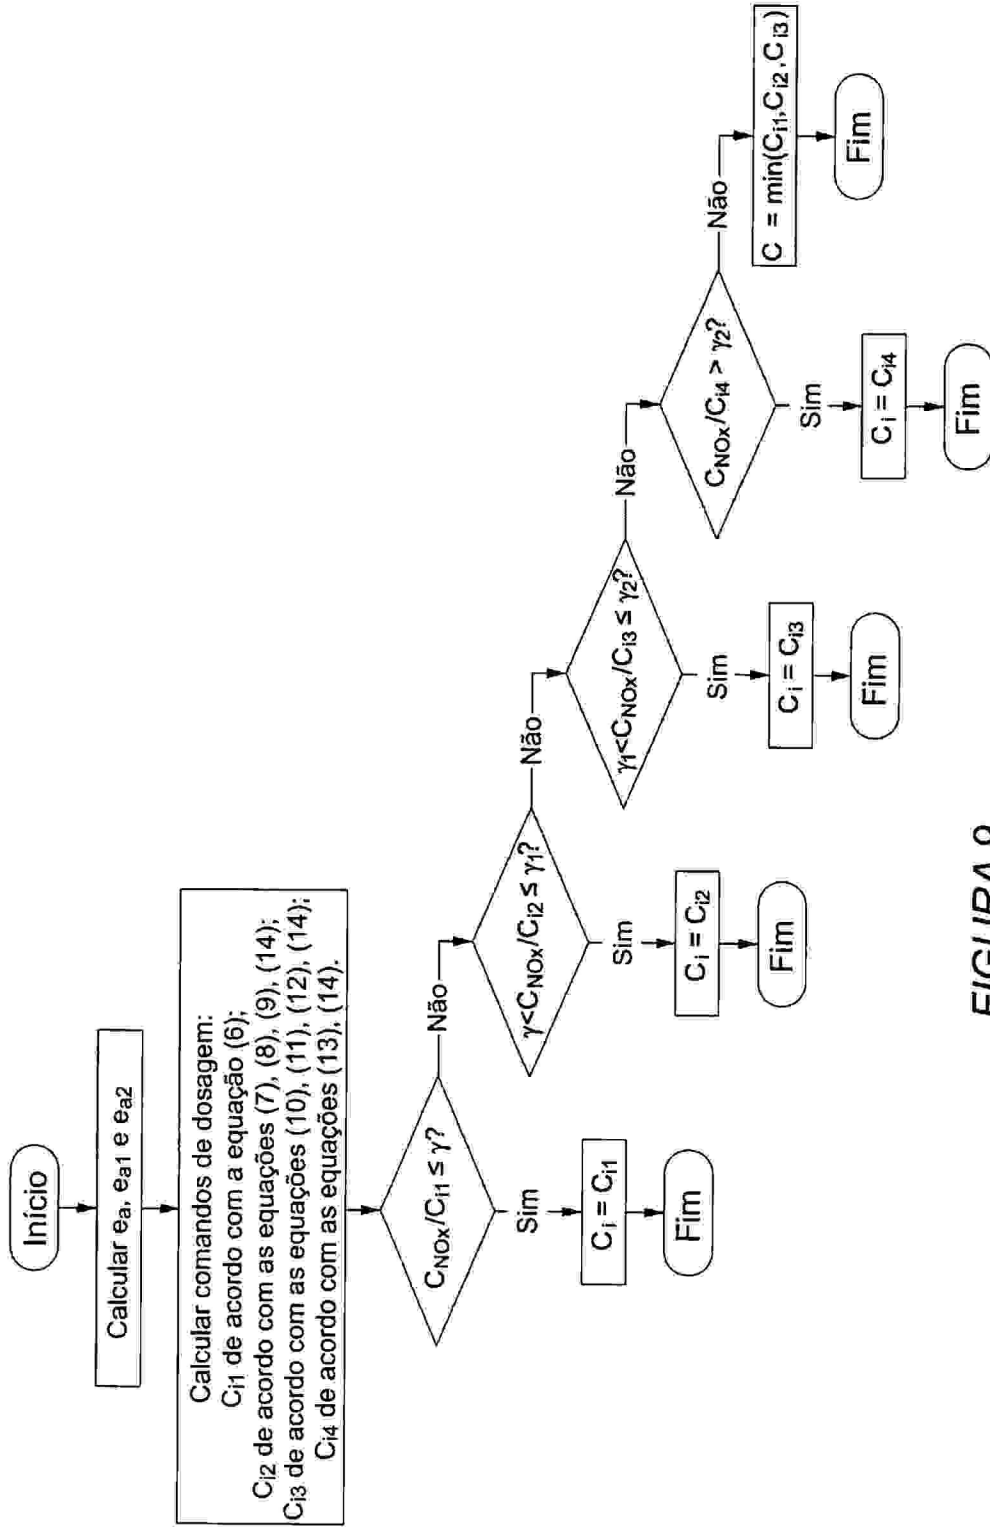 Início
Calcular ea, ea1 e ea2
Calcular comandos de dosagem:
Ci1 de acordo com a equação (6);
Ci2 de acordo com as equações (7), (8), (9), (14);
Ci3 de acordo com as equações (10), (11), (12), (14);
Ci4 de acordo com as equações (13), (14).
CNOx/Ci1 ≤ γ?
Sim
Ci = Ci1
Fim
Não
γ<CNOx/Ci2 ≤ γ1?
Sim
Ci = Ci2
Fim
Não
γ1<CNOx/Ci3 ≤ γ2?
Sim
Ci = Ci3
Fim
Não
CNOx/Ci4 > γ2?
Sim
Ci = Ci4
Fim
Não
C = min(Ci1,Ci2,Ci3)
Fim
FIGURA 9